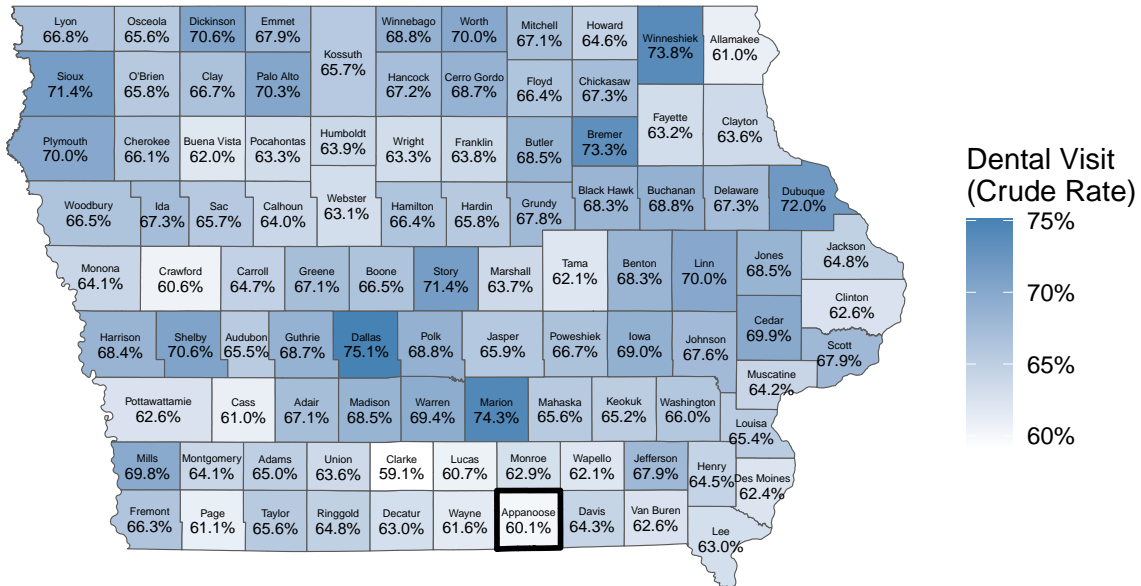 Lyon
66.8%
Osceola
65.6%
Dickinson
70.6%
Emmet
67.9%
Kossuth
65.7%
Winnebago
68.8%
Worth
70.0%
Mitchell
67.1%
Howard
64.6%
Winneshiek
73.8%
Allamakee
61.0%
Sioux
71.4%
O'Brien
65.8%
Clay
66.7%
Palo Alto
70.3%
Hancock
67.2%
Cerro Gordo
68.7%
Floyd
66.4%
Chickasaw
67.3%
Fayette
63.2%
Clayton
63.6%
Plymouth
70.0%
Cherokee
66.1%
Buena Vista
62.0%
Pocahontas
63.3%
Humboldt
63.9%
Wright
63.3%
Franklin
63.8%
Butler
68.5%
Bremer
73.3%
Woodbury
66.5%
Ida
67.3%
Sac
65.7%
Calhoun
64.0%
Webster
63.1%
Hamilton
66.4%
Hardin
65.8%
Grundy
67.8%
Black Hawk
68.3%
Buchanan
68.8%
Delaware
67.3%
Dubuque
72.0%
Monona
64.1%
Crawford
60.6%
Carroll
64.7%
Greene
67.1%
Boone
66.5%
Story
71.4%
Marshall
63.7%
Tama
62.1%
Benton
68.3%
Linn
70.0%
Jones
68.5%
Jackson
64.8%
Clinton
62.6%
Harrison
68.4%
Shelby
70.6%
Audubon
65.5%
Guthrie
68.7%
Dallas
75.1%
Polk
68.8%
Jasper
65.9%
Poweshiek
66.7%
Iowa
69.0%
Johnson
67.6%
Cedar
69.9%
Scott
67.9%
Muscatine
64.2%
Pottawattamie
62.6%
Cass
61.0%
Adair
67.1%
Madison
68.5%
Warren
69.4%
Marion
74.3%
Mahaska
65.6%
Keokuk
65.2%
Washington
66.0%
Louisa
65.4%
Mills
69.8%
Montgomery
64.1%
Adams
65.0%
Union
63.6%
Clarke
59.1%
Lucas
60.7%
Monroe
62.9%
Wapello
62.1%
Jefferson
67.9%
Henry
64.5%
Des Moines
62.4%
Fremont
66.3%
Page
61.1%
Taylor
65.6%
Ringgold
64.8%
Decatur
63.0%
Wayne
61.6%
Appanoose
60.1%
Davis
64.3%
Van Buren
62.6%
Lee
63.0%
Dental Visit
(Crude Rate)
75%
70%
65%
60%